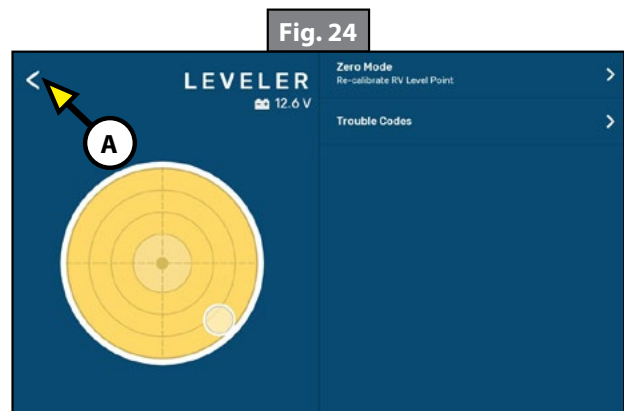 Fig. 24
LEVELER
12.6 V
A
Zero Mode
Re-calibrate RV Level Point
Trouble Codes